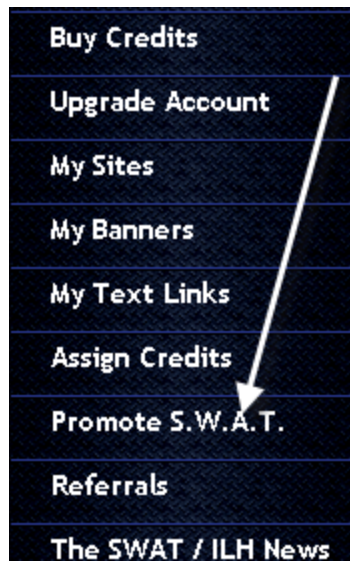 Buy Credits
Upgrade Account
My Sites
My Banners
My Text Links
Assign Credits
Promote S.W.A.T.
Referrals
The SWAT / ILH News